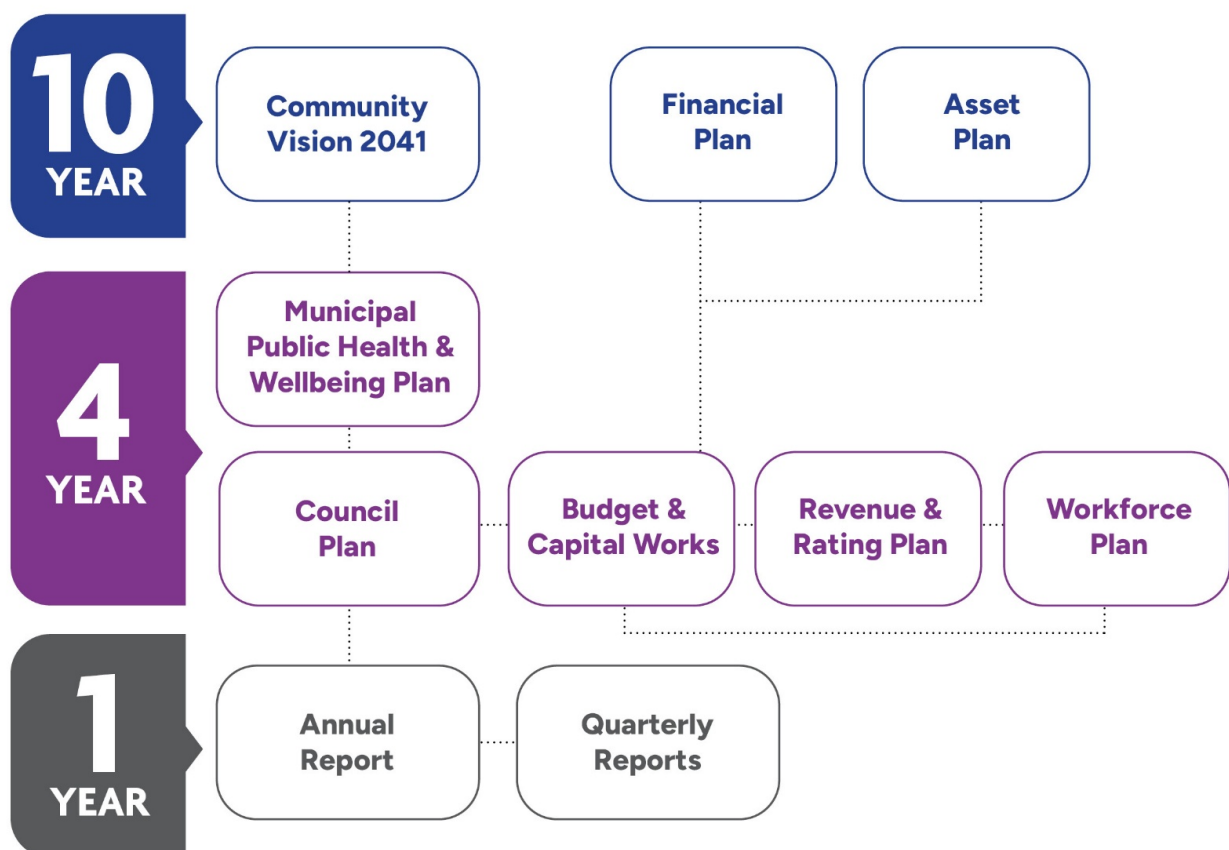 10
YEAR
Community
Vision 2041
Financial
Plan
Asset
Plan
4
YEAR
Municipal
Public Health &
Wellbeing Plan
Council
Plan
Budget &
Capital Works
Revenue &
Rating Plan
Workforce
Plan
1
YEAR
Annual
Report
Quarterly
Reports